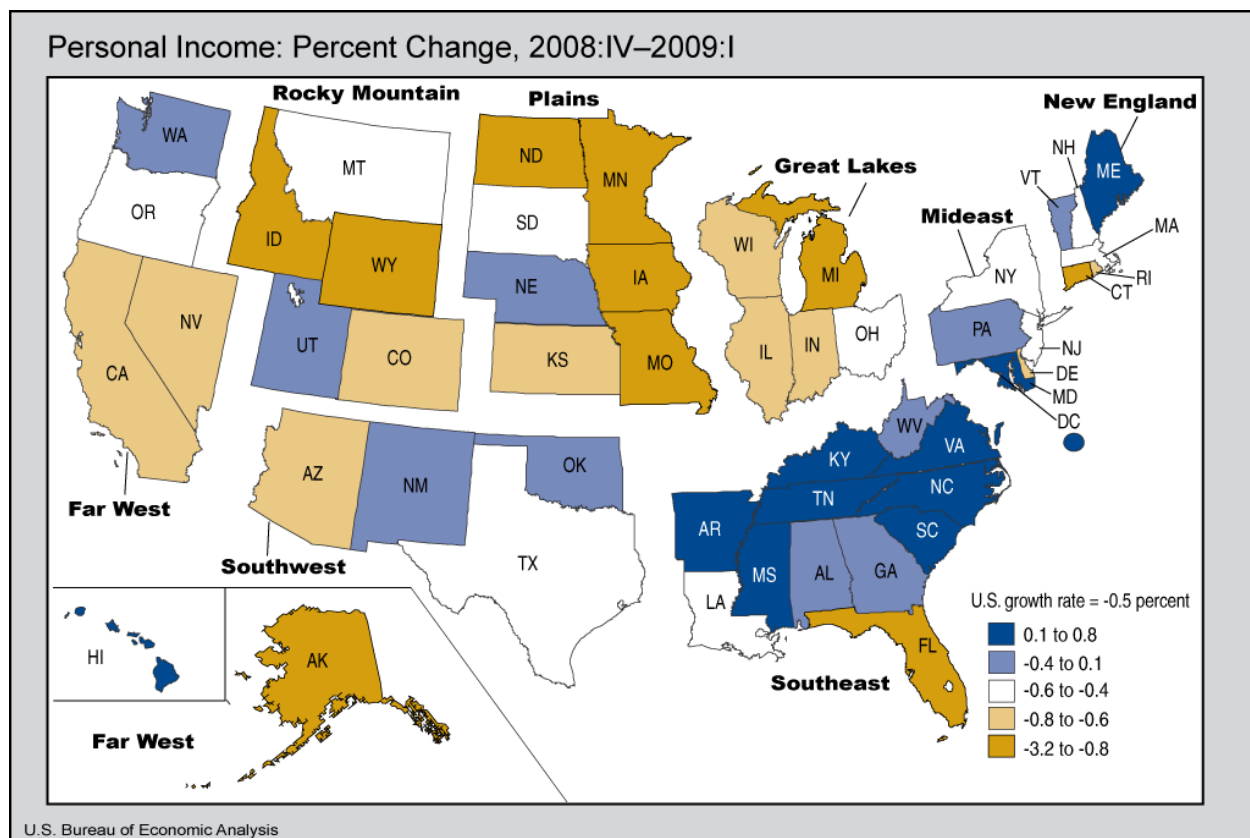 Personal Income: Percent Change, 2008:IV–2009:I
Rocky Mountain
Plains
New England
WA
MT
ND
MN
Great Lakes
NH
ME
VT
OR
ID
SD
WI
Mideast
MA
WY
MI
NY
IA
RI
NE
CT
NV
PA
UT
CO
IL
IN
OH
NJ
CA
KS
MO
DE
MD
DC
WV
KY
VA
AZ
NM
OK
TN
NC
Far West
AR
SC
TX
MS
AL
GA
Southwest
LA
U.S. growth rate = -0.5 percent
0.1 to 0.8
HI
AK
FL
-0.4 to 0.1
Southeast
-0.6 to -0.4
-0.8 to -0.6
Far West
-3.2 to -0.8
U.S. Bureau of Economic Analysis